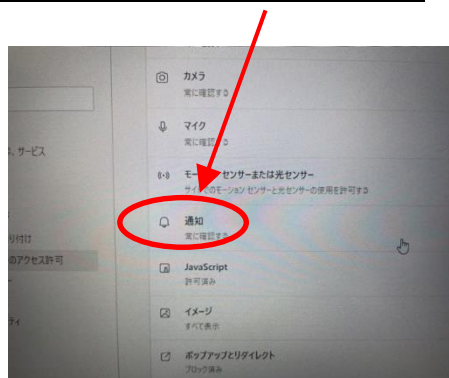 カメラ
常に確認する
マイク
常に確認する
、サービス
センサーまたは光センサー
サイトでのモーション センサーと光センサーの使用を許可する
通知
常に確認する
り付け
のアクセス許可
JavaScript
許可済み
イメージ
すべて表示
ティ
ポップアップとリダイレクト
ブロック済み